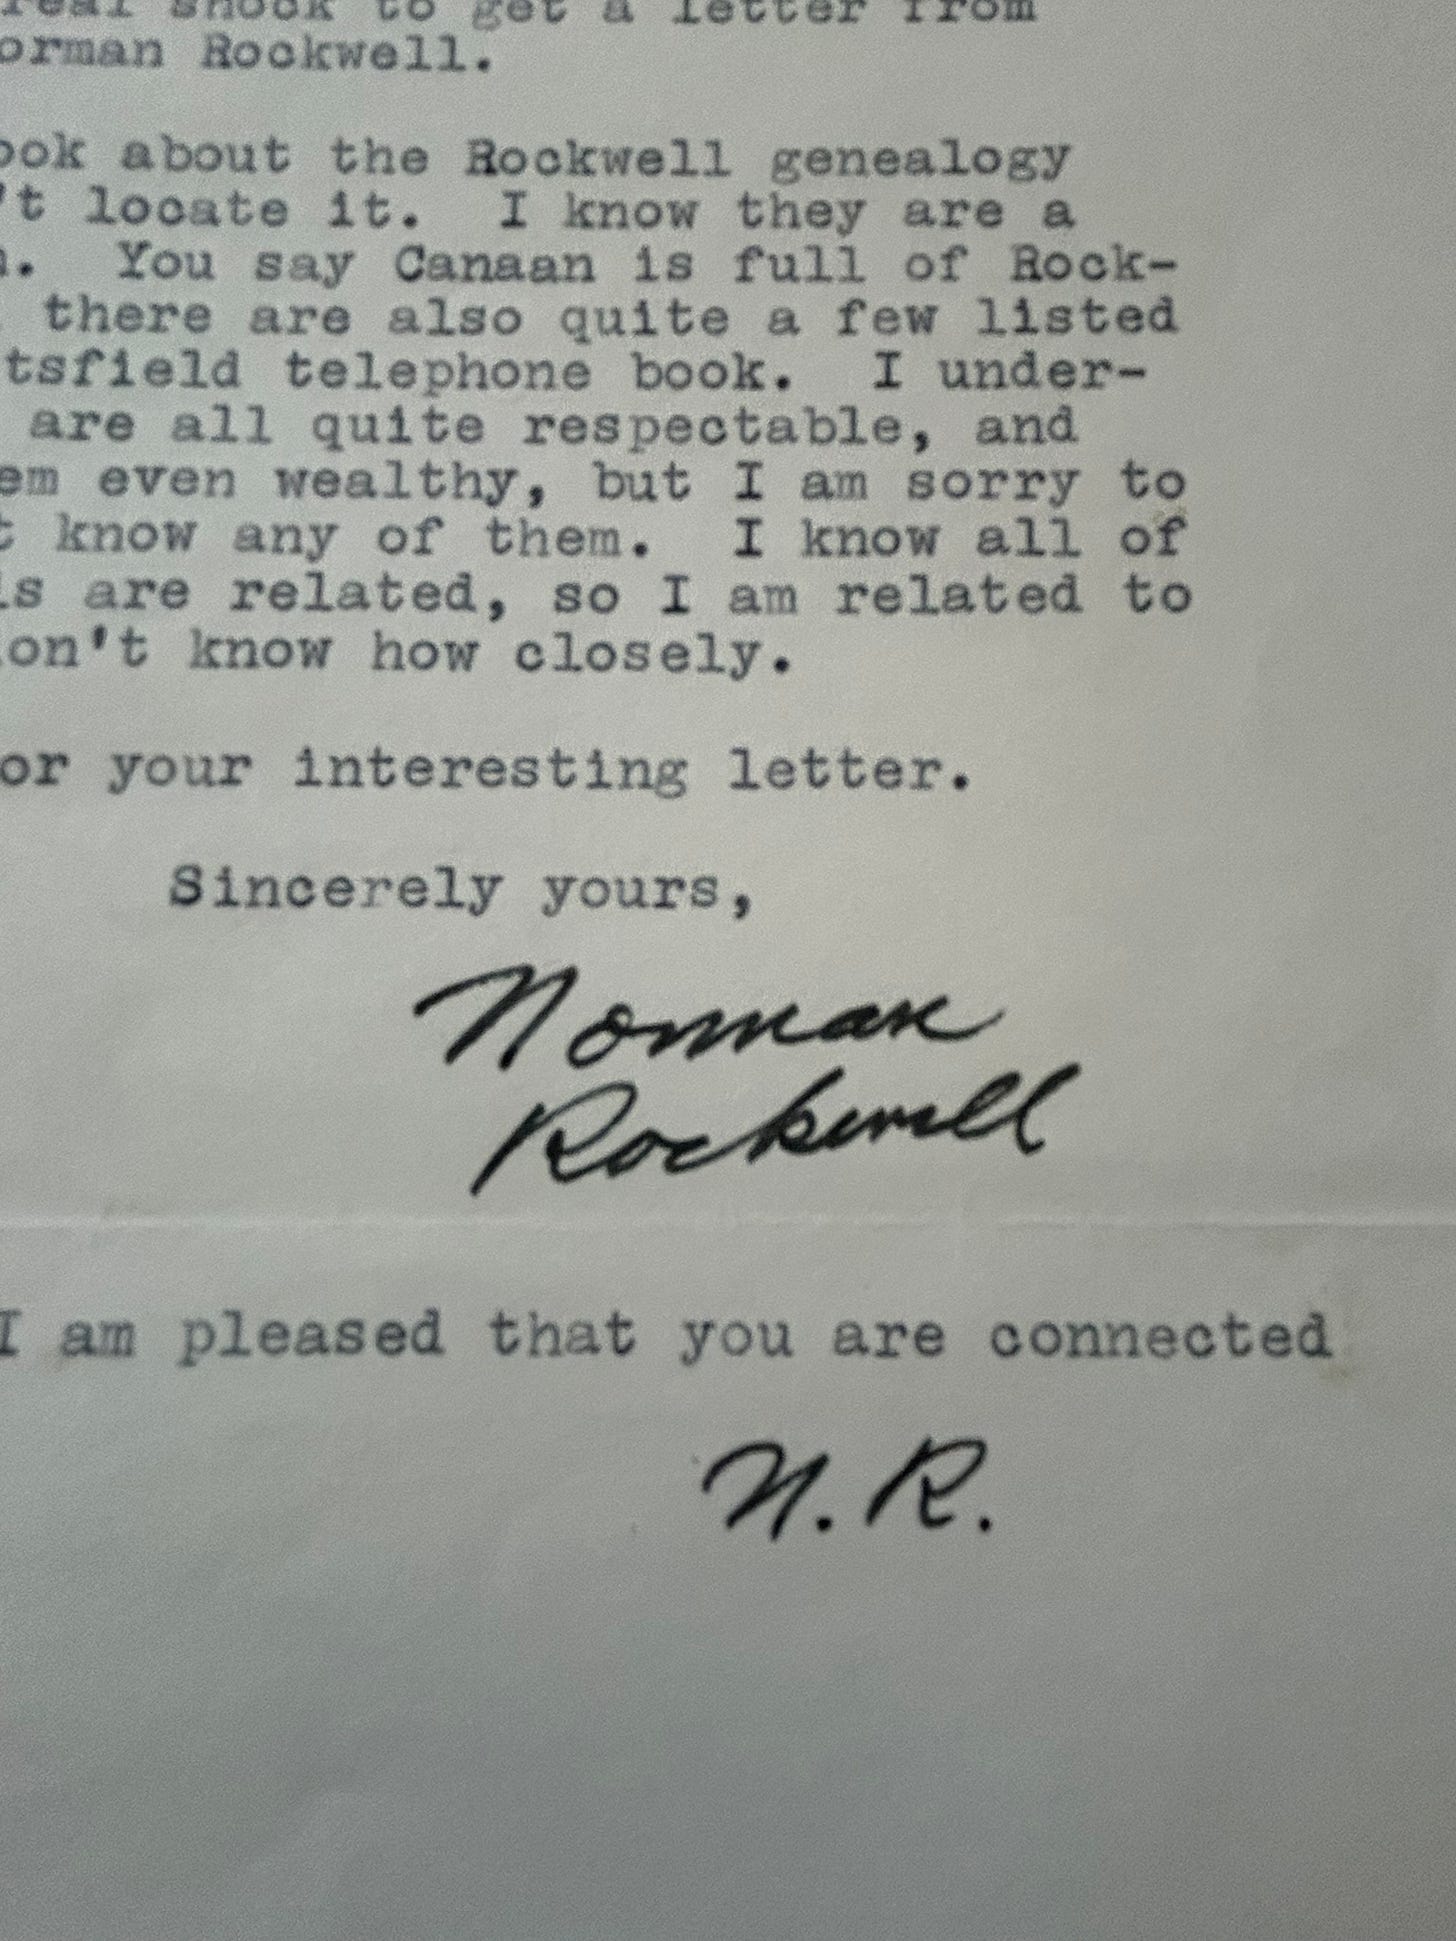 real shock to get a letter from
orman Rockwell.
ook about the Rockwell genealogy
't locate it. I know they are a
. You say Canaan is full of Rock-
there are also quite a few listed
tsfield telephone book. I under-
are all quite respectable, and
em even wealthy, but I am sorry to
t know any of them. I know all of
ls are related, so I am related to
on't know how closely.
or your interesting letter.
Sincerely yours,
Norman
Rockwell
I am pleased that you are connected
N. R.